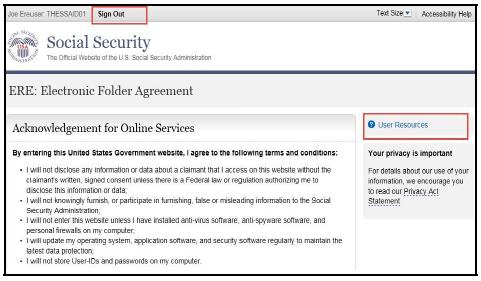 Joe Ereuser: THESSAID01 Sign Out Text Size Accessibility Help
Social Security
The Official Website of the U.S. Social Security Administration
ERE: Electronic Folder Agreement
Acknowledgement for Online Services
By entering this United States Government website, I agree to the following terms and conditions:
• I will not disclose any information or data about a claimant that I access on this website without the
claimant's written, signed consent unless there is a Federal law or regulation authorizing me to
disclose this information or data;
• I will not knowingly furnish, or participate in furnishing, false or misleading information to the Social
Security Administration;
• I will not enter this website unless I have installed anti-virus software, anti-spyware software, and
personal firewalls on my computer;
• I will update my operating system, application software, and security software regularly to maintain the
latest data protection;
• I will not store User-IDs and passwords on my computer.
User Resources
Your privacy is important
For details about our use of your
information, we encourage you
to read our Privacy Act
Statement